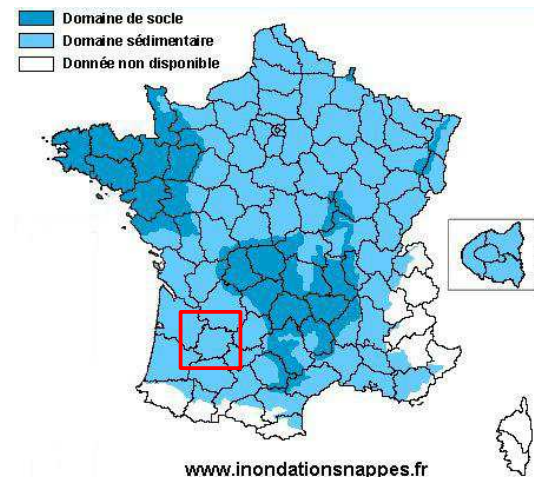 Domaine de socle
Domaine sédimentaire
Donnée non disponible
www.inondationsnappes.fr